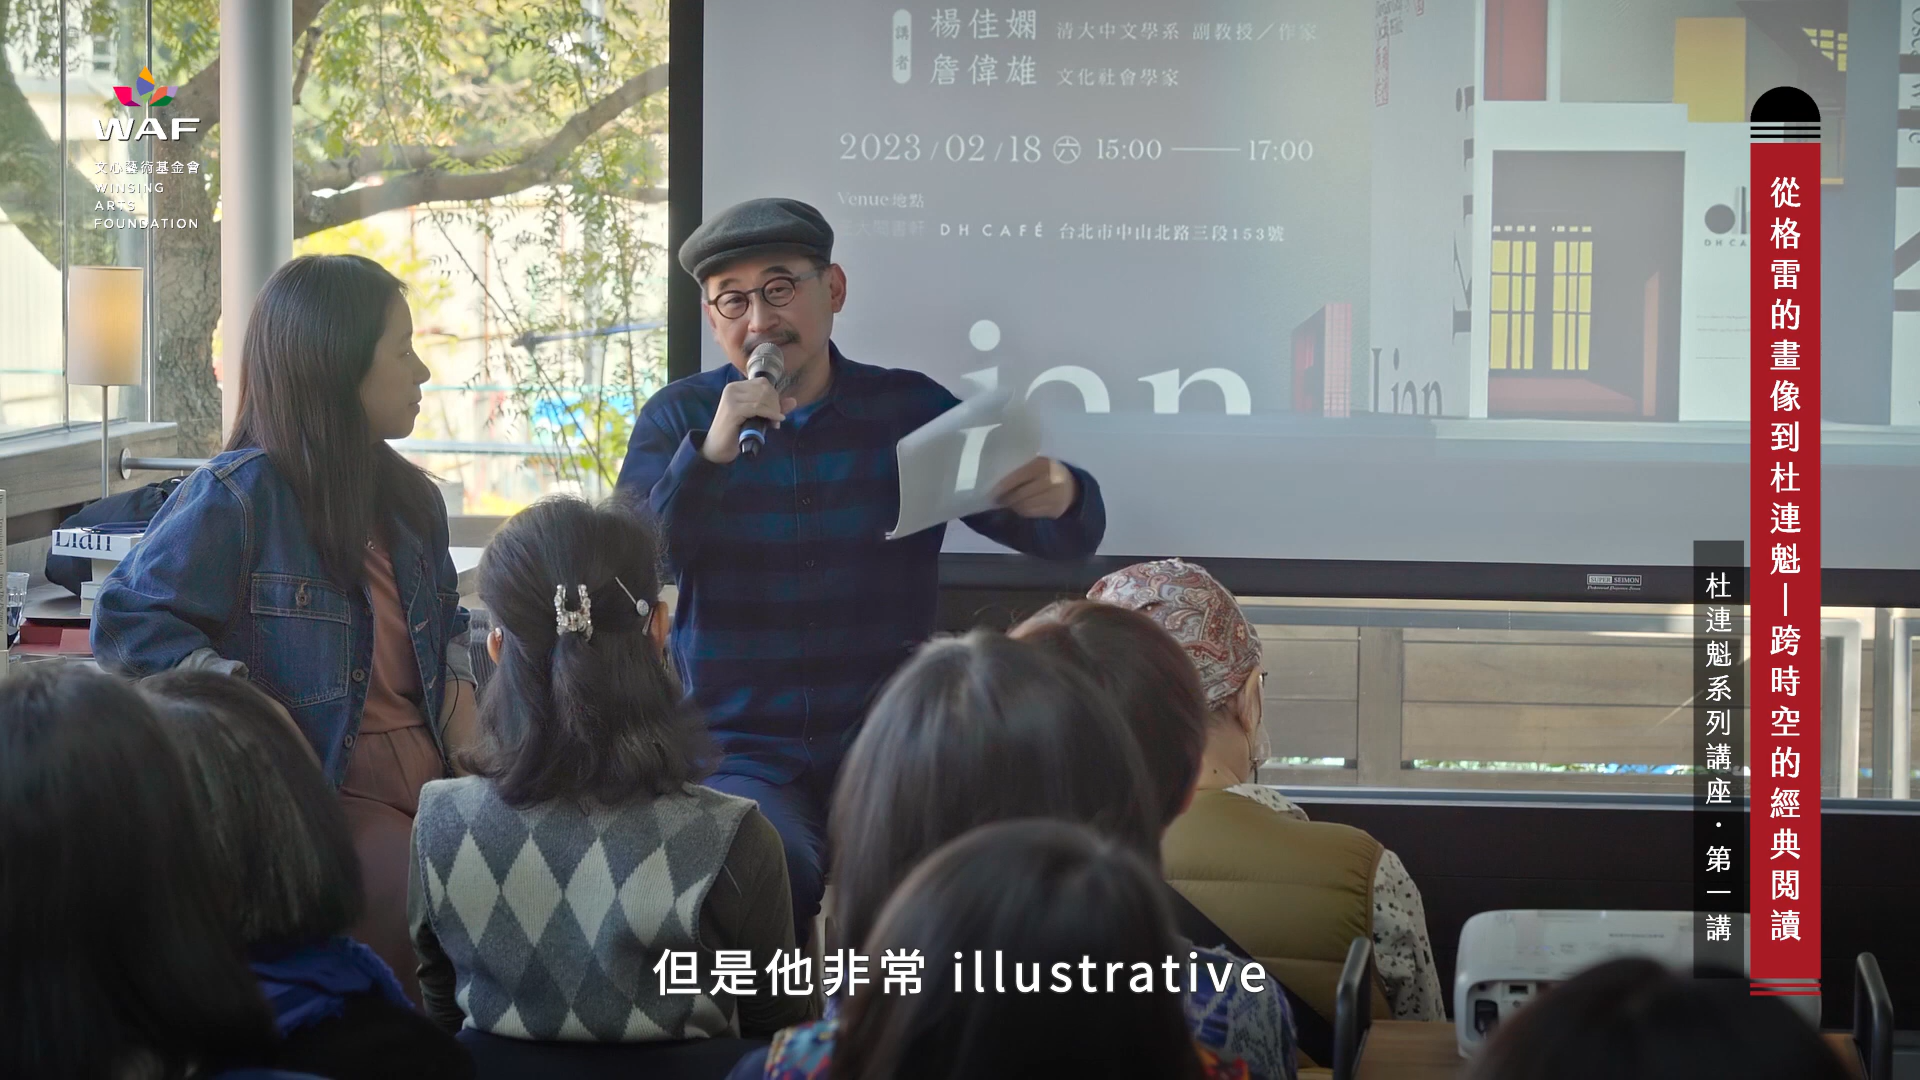 WAF
文心藝術基金會
WINSING
ARTS
FOUNDATION
講者
楊佳嫻 清大中文學系 副教授／作家
詹偉雄 文化社會學家
2023/02/18 六 15:00 — 17:00
Venue 地點
DH CAFÉ 台北市中山北路三段153號
Lian
SUPER SEIMON
從格雷的畫像到杜連魁—跨時空的經典閱讀
杜連魁系列講座·第一講
但是他非常 illustrative